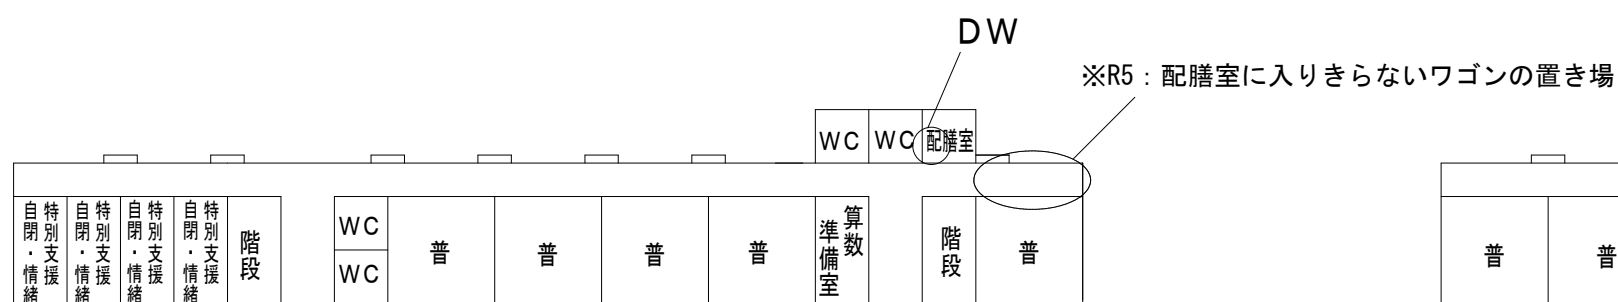 DW
※R5：配膳室に入りきらないワゴンの置き場
WC
WC
配膳室
特別支援
自閉・情緒
特別支援
自閉・情緒
特別支援
自閉・情緒
特別支援
自閉・情緒
階段
WC
WC
普
普
普
普
算数
準備室
階段
普
普
普